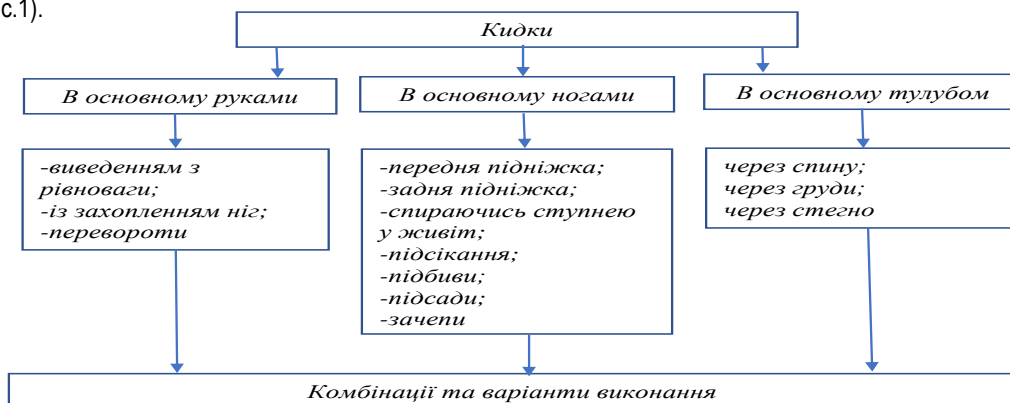 с.1).
Кидки
В основному руками
В основному ногами
В основному тулубом
-виведенням з
рівноваги;
-із захопленням ніг;
-перевороти
-передня підніжка;
-задня підніжка;
-спираючись ступнею
у живіт;
-підсікання;
-підбиви;
-підсади;
-зачепи
через спину;
через груди;
через стегно
Комбінації та варіанти виконання